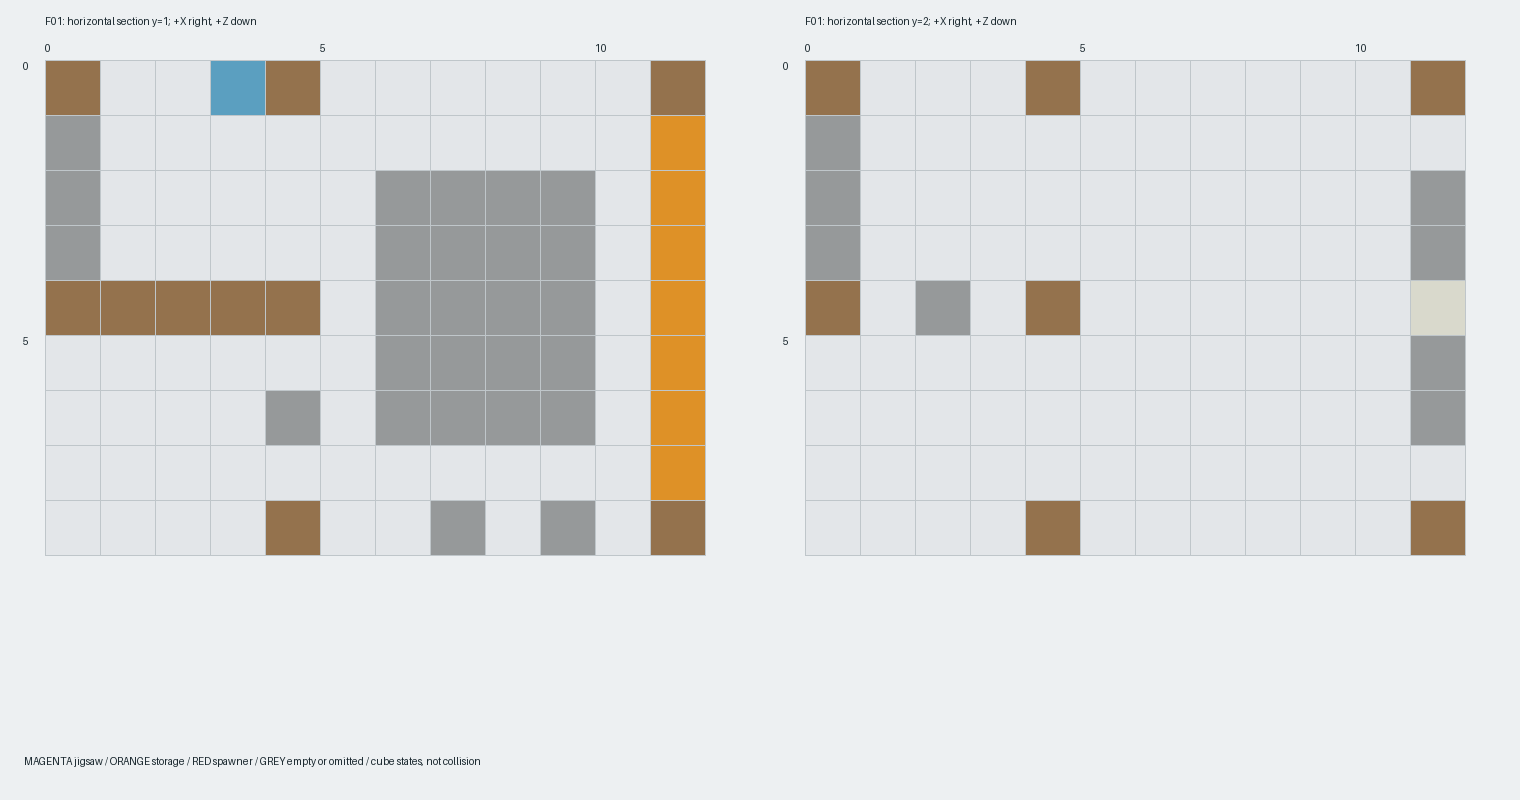 F01: horizontal section y=1; +X right, +Z down
F01: horizontal section y=2; +X right, +Z down
0 5 10
0 5 10
0
0
5
5
MAGENTA jigsaw / ORANGE storage / RED spawner / GREY empty or omitted / cube states, not collision